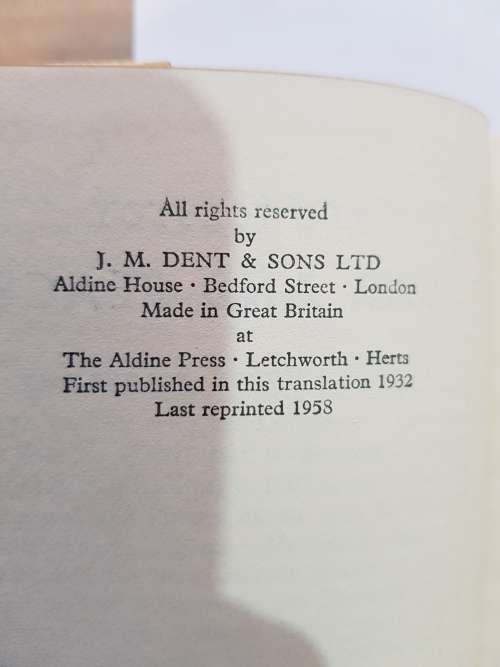 All rights reserved
by
J. M. DENT & SONS LTD
Aldine House · Bedford Street · London
Made in Great Britain
at
The Aldine Press · Letchworth · Herts
First published in this translation 1932
Last reprinted 1958